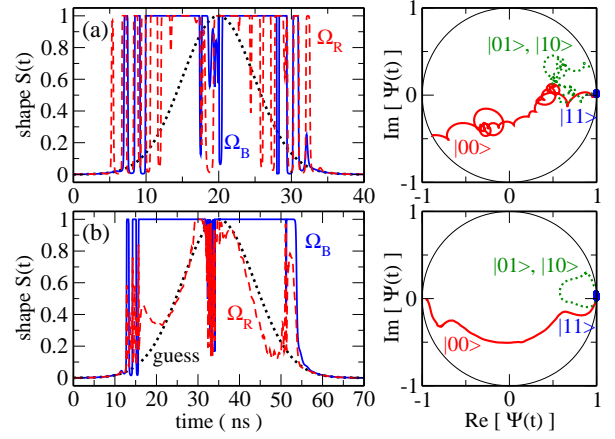 (a)
Ω_R
Ω_B
shape S(t)
1
0.8
0.6
0.4
0.2
0
0 10 20 30 40
Im [ Ψ(t) ]
1
0
-1
|01>, |10>
|11>
|00>
-1 0 1
(b)
Ω_B
Ω_R
guess
shape S(t)
1
0.8
0.6
0.4
0.2
0
0 10 20 30 40 50 60 70
time ( ns )
Im [ Ψ(t) ]
1
0
-1
|01>, |10>
|11>
|00>
-1 0 1
Re [ Ψ(t) ]